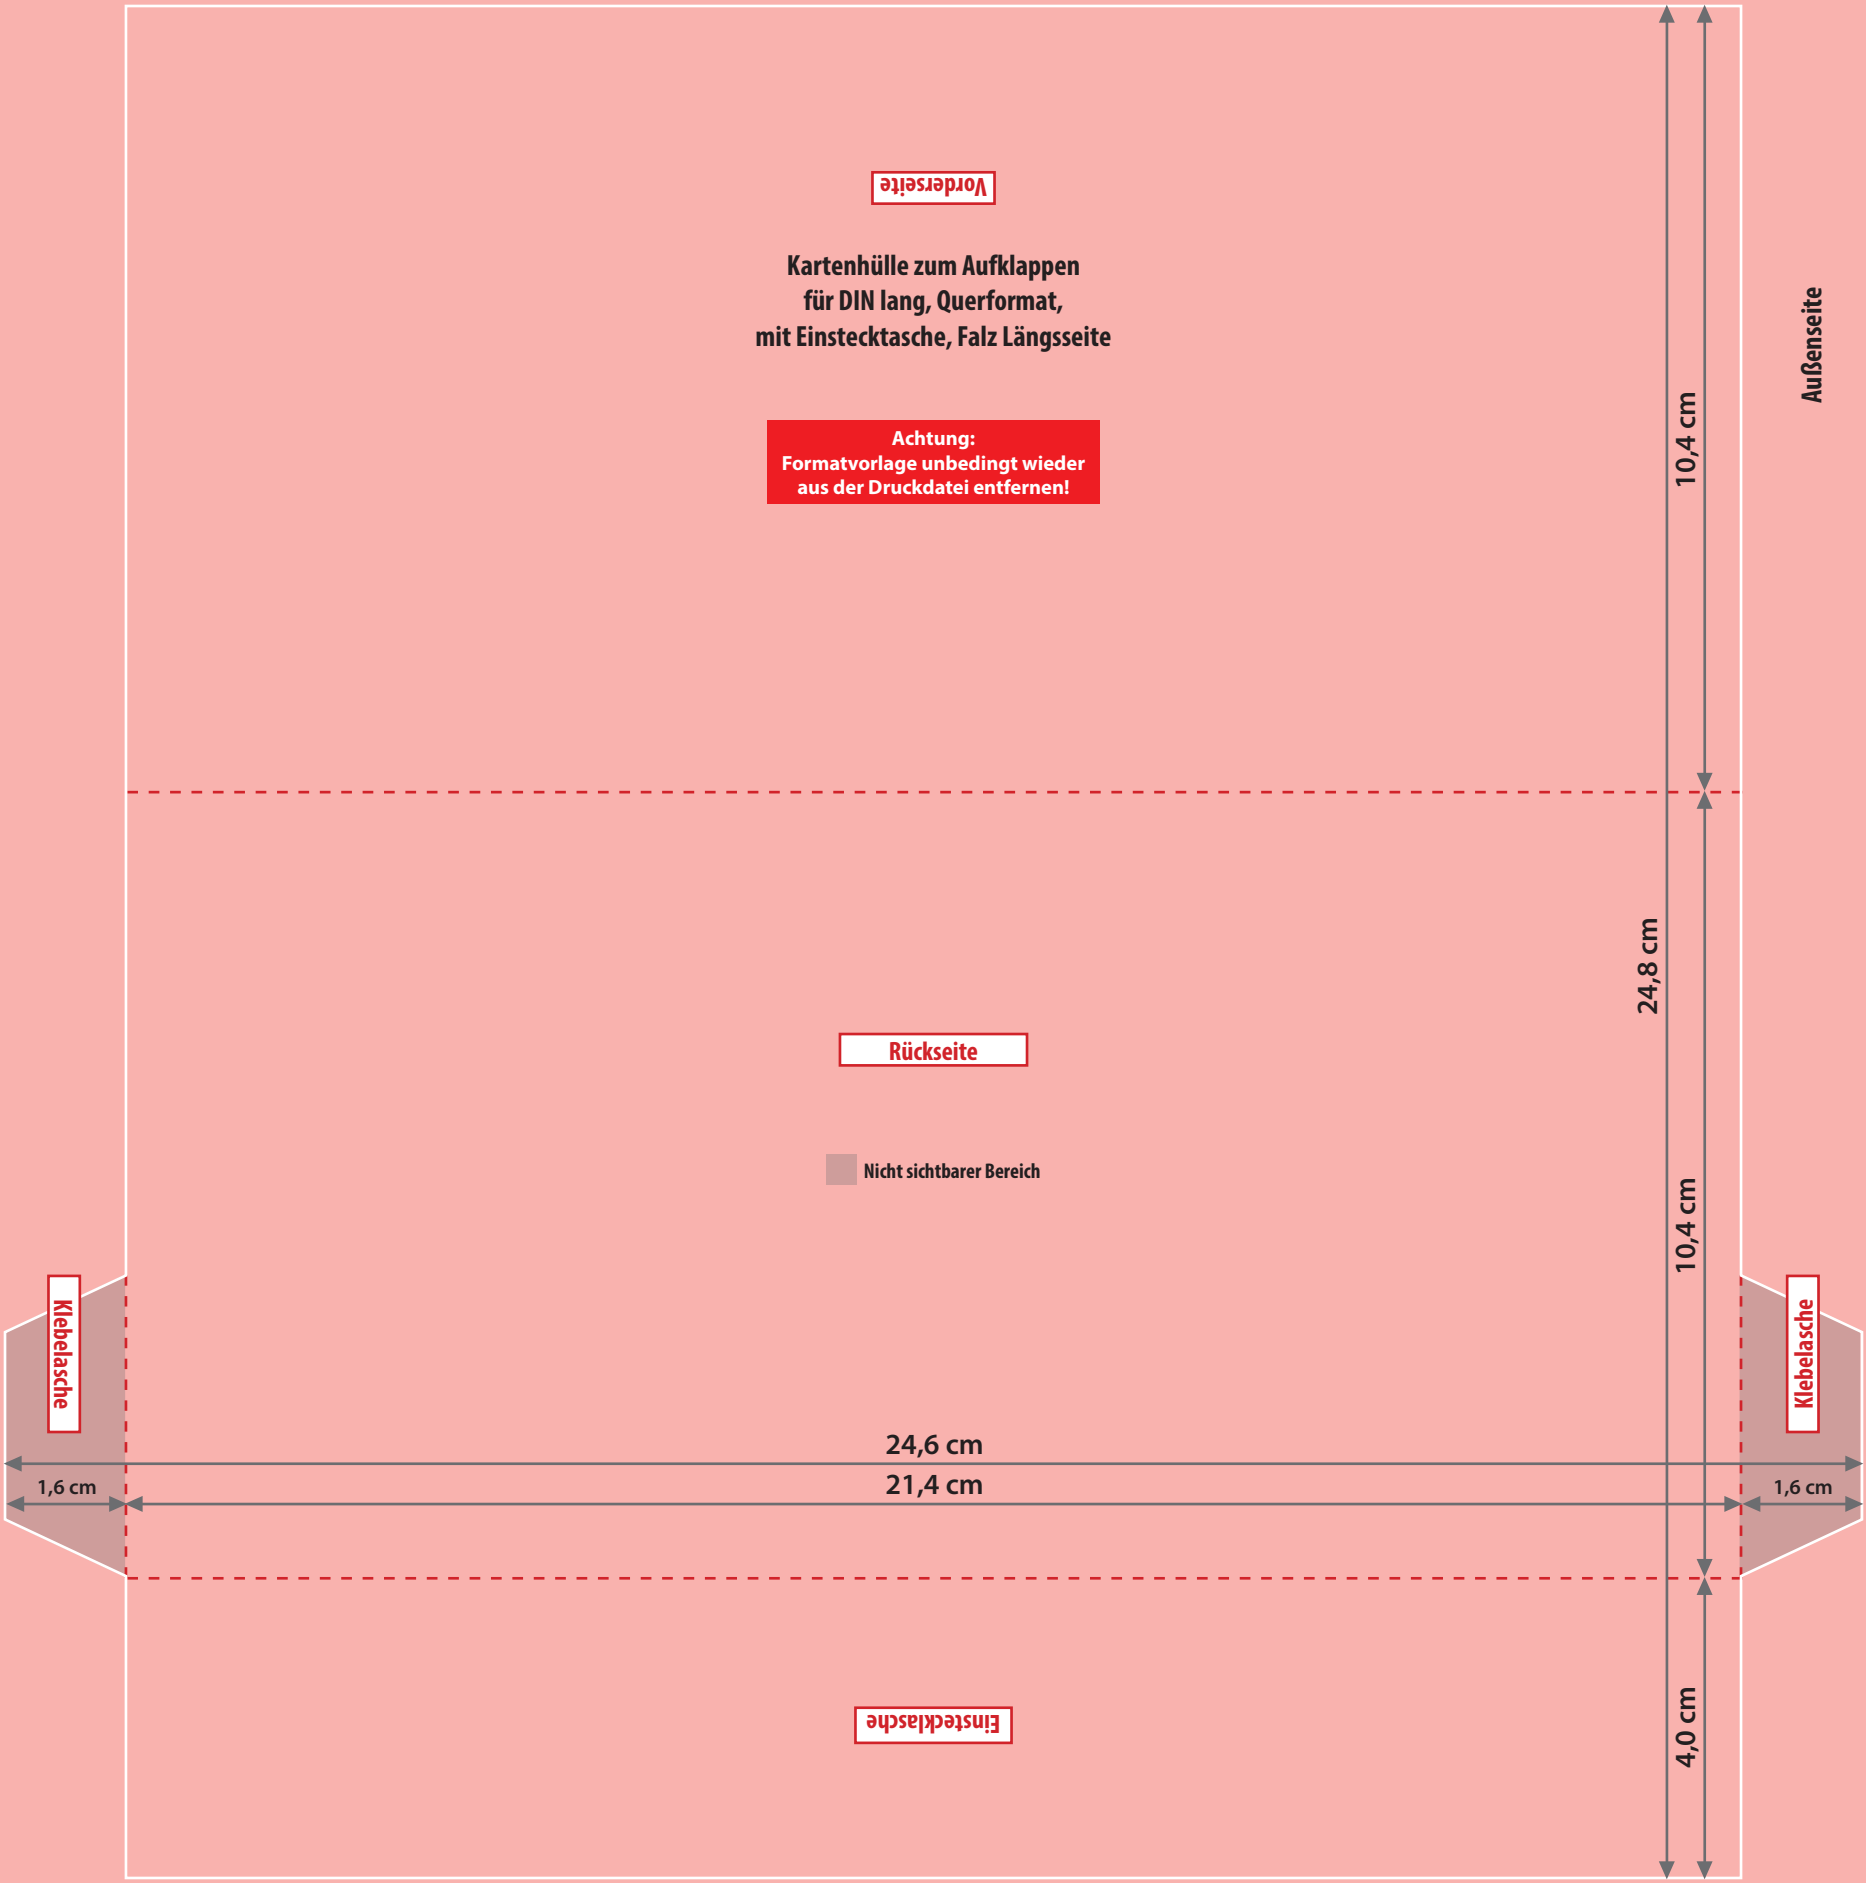 Vorderseite
Kartenhülle zum Aufklappen
für DIN lang, Querformat,
mit Einstecktasche, Falz Längsseite
Außenseite
Achtung:
Formatvorlage unbedingt wieder
aus der Druckdatei entfernen!
10,4 cm
24,8 cm
Rückseite
Nicht sichtbarer Bereich
10,4 cm
Klebelasche
Klebelasche
24,6 cm
1,6 cm
21,4 cm
1,6 cm
Einstecklasche
4,0 cm